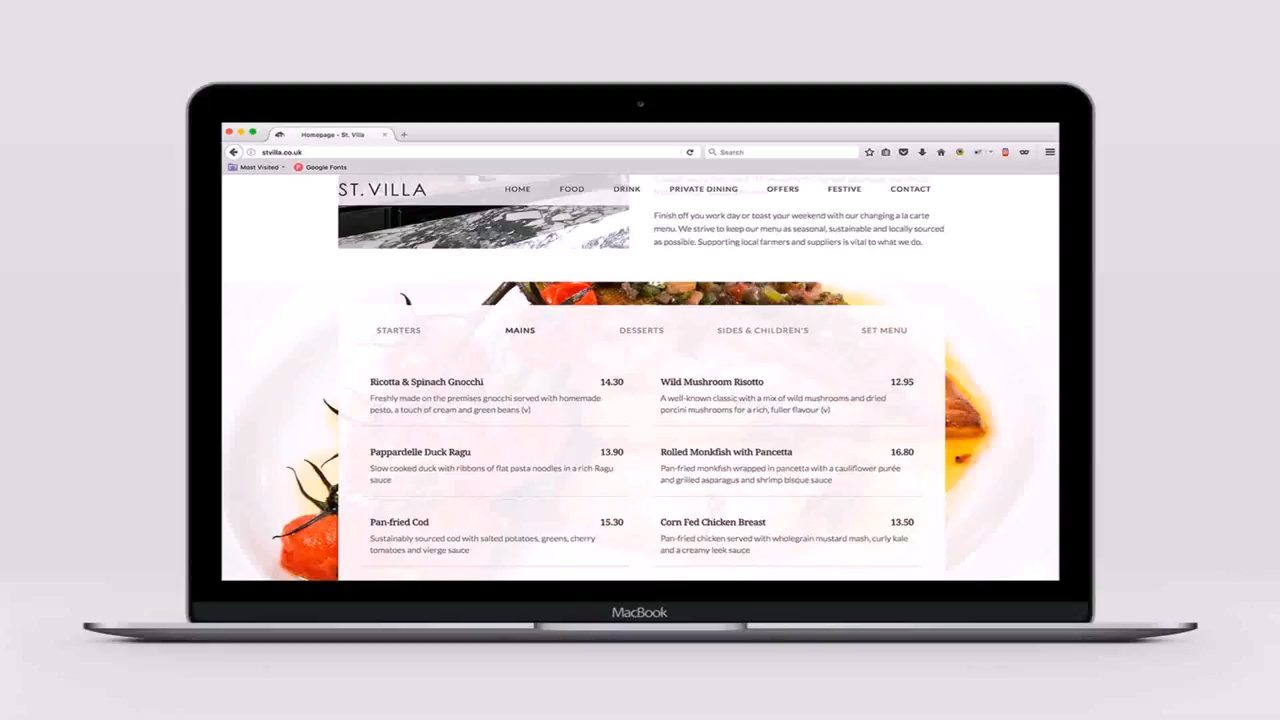 Homepage - St. Villa
stvilla.co.uk
Search
Most Visited
Google Fonts
ST. VILLA
HOME
FOOD
DRINK
PRIVATE DINING
OFFERS
FESTIVE
CONTACT
Finish off you work day or toast your weekend with our changing a la carte
menu. We strive to keep our menu as seasonal, sustainable and locally sourced
as possible. Supporting local farmers and suppliers is vital to what we do.
STARTERS
MAINS
DESSERTS
SIDES & CHILDREN'S
SET MENU
Ricotta & Spinach Gnocchi 14.30
Freshly made on the premises gnocchi served with homemade
pesto, a touch of cream and green beans (v)
Wild Mushroom Risotto 12.95
A well-known classic with a mix of wild mushrooms and dried
porcini mushrooms for a rich, fuller flavour (v)
Pappardelle Duck Ragu 13.90
Slow cooked duck with ribbons of flat pasta noodles in a rich Ragu
sauce
Rolled Monkfish with Pancetta 16.80
Pan-fried monkfish wrapped in pancetta with a cauliflower purée
and grilled asparagus and shrimp bisque sauce
Pan-fried Cod 15.30
Sustainably sourced cod with salted potatoes, greens, cherry
tomatoes and vierge sauce
Corn Fed Chicken Breast 13.50
Pan-fried chicken served with wholegrain mustard mash, curly kale
and a creamy leek sauce
MacBook